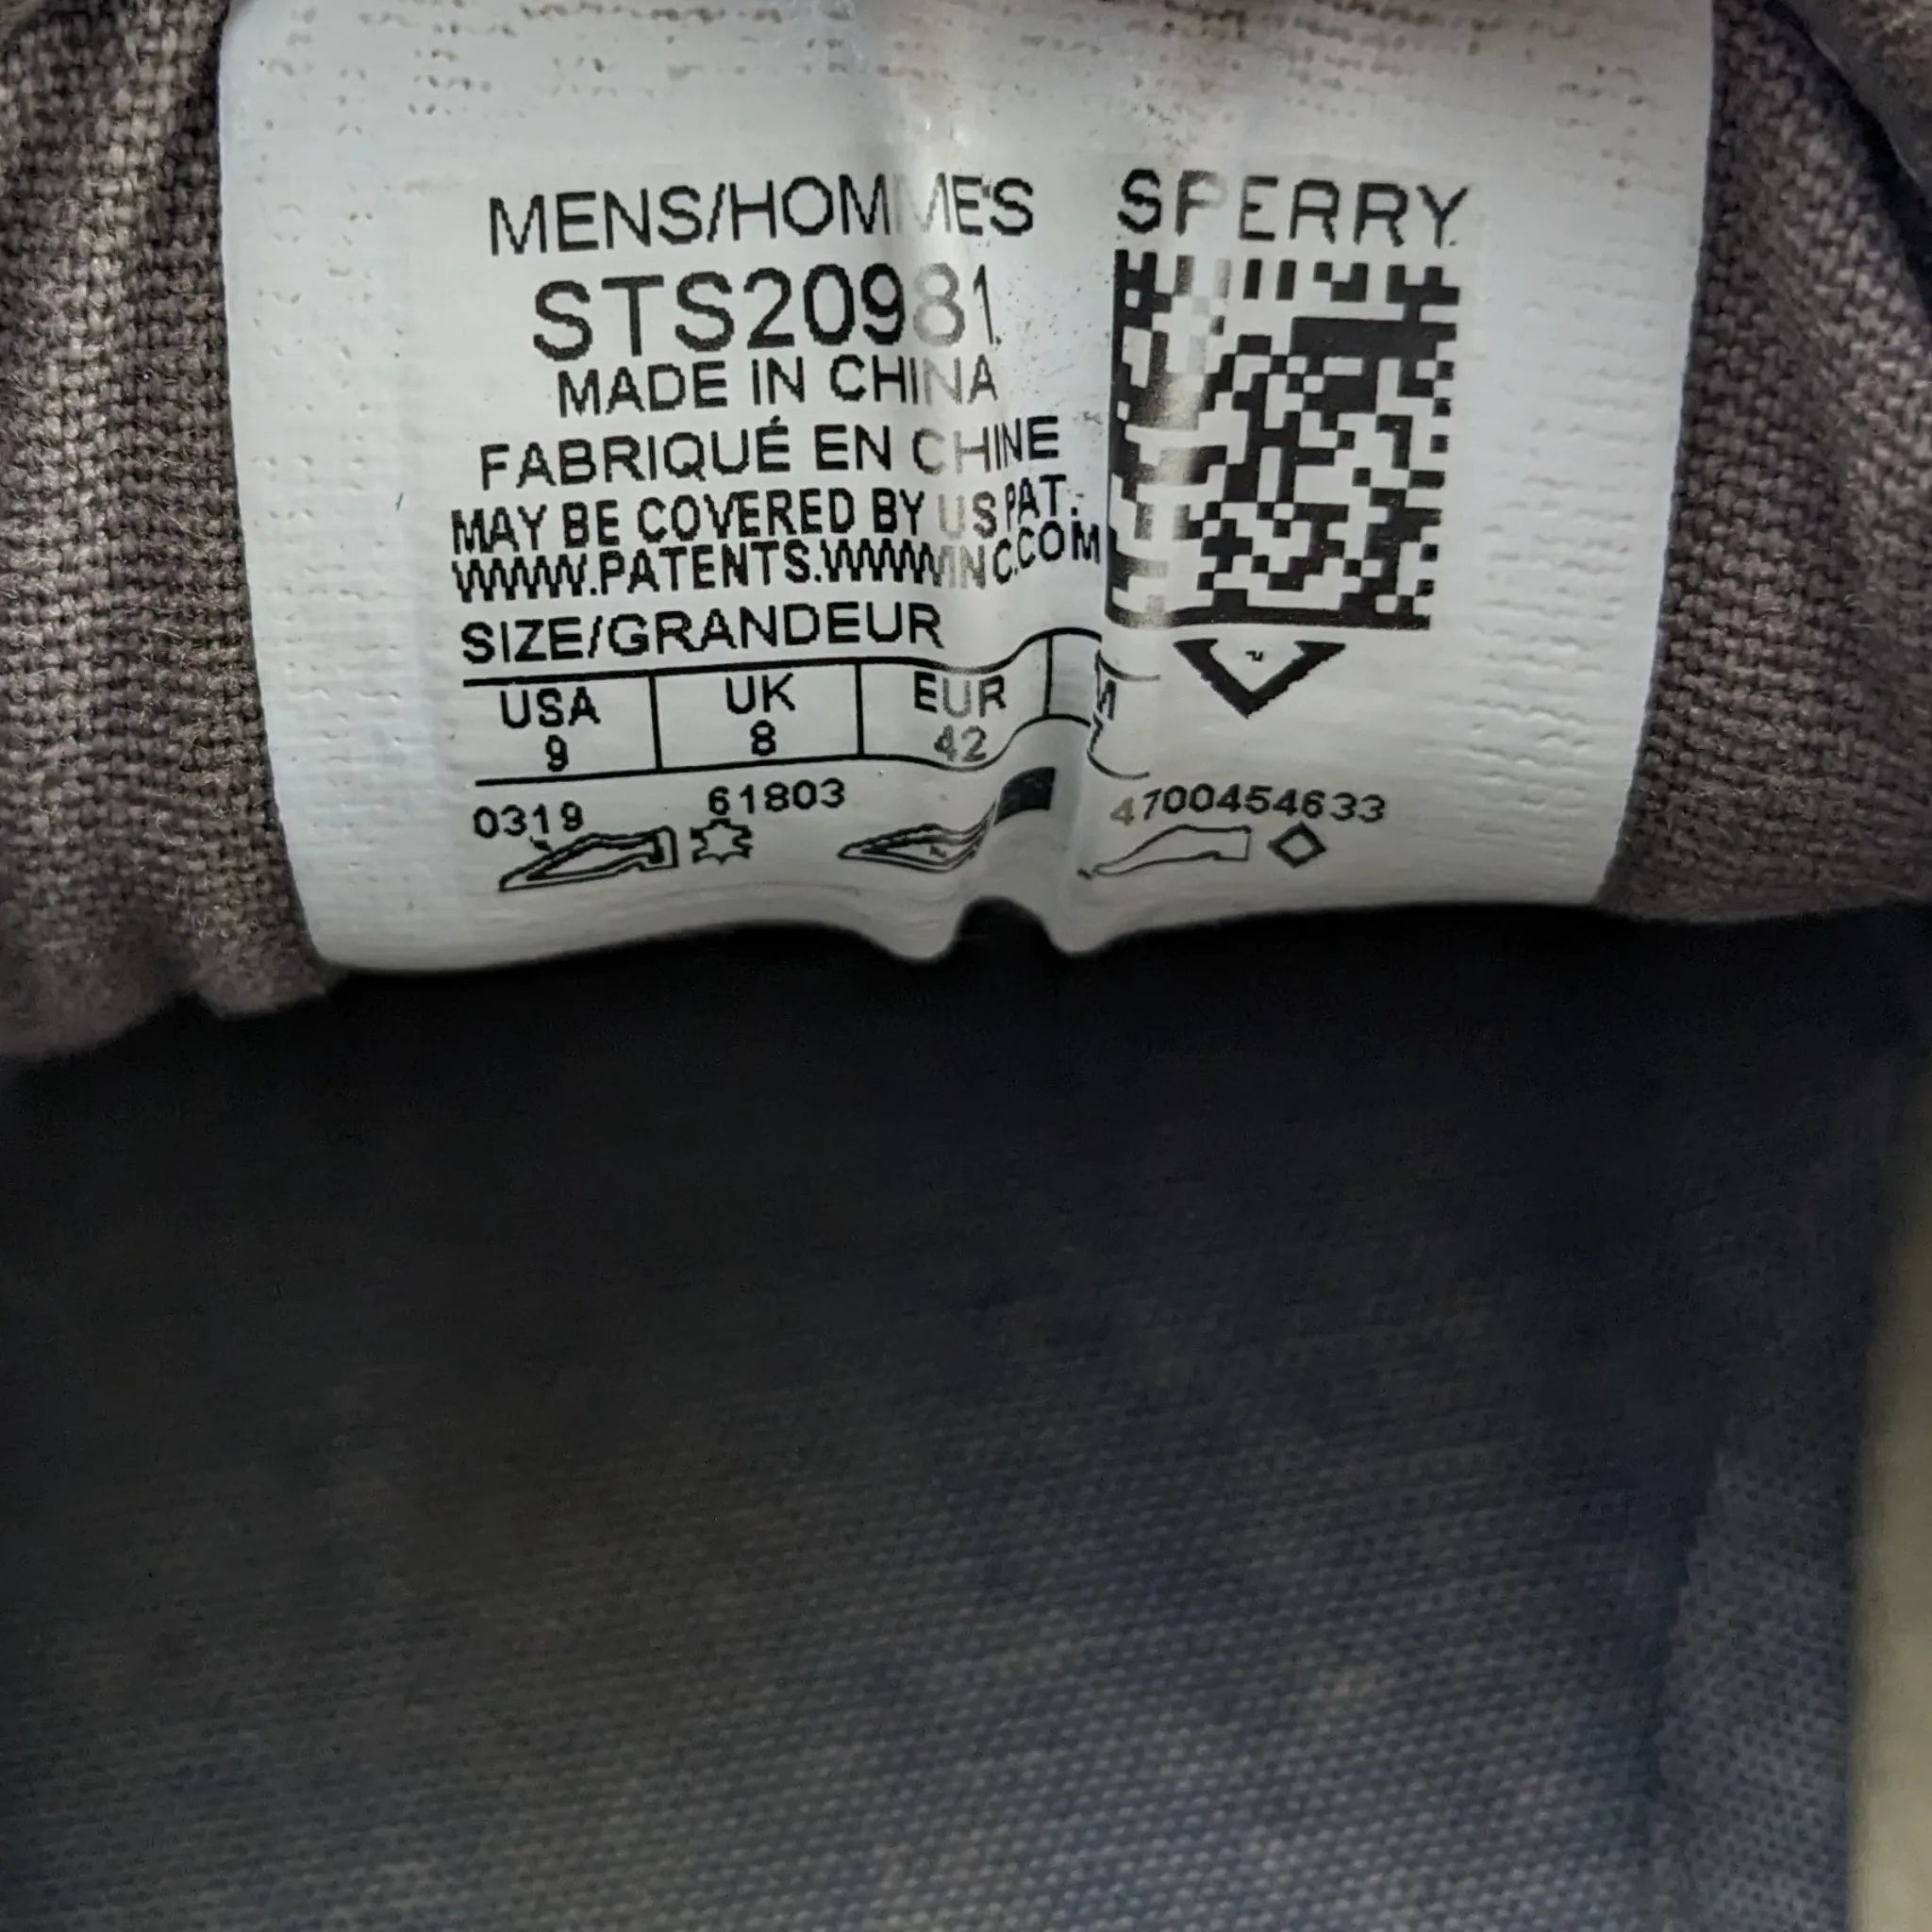 MENS/HOMMES
SPERRY
STS20981
MADE IN CHINA
FABRIQUÉ EN CHINE
MAY BE COVERED BY US PAT.-
WWW.PATENTS.WWWINC.COM
SIZE/GRANDEUR
USA UK EUR M
9 8 42
0319 61803 4700454633